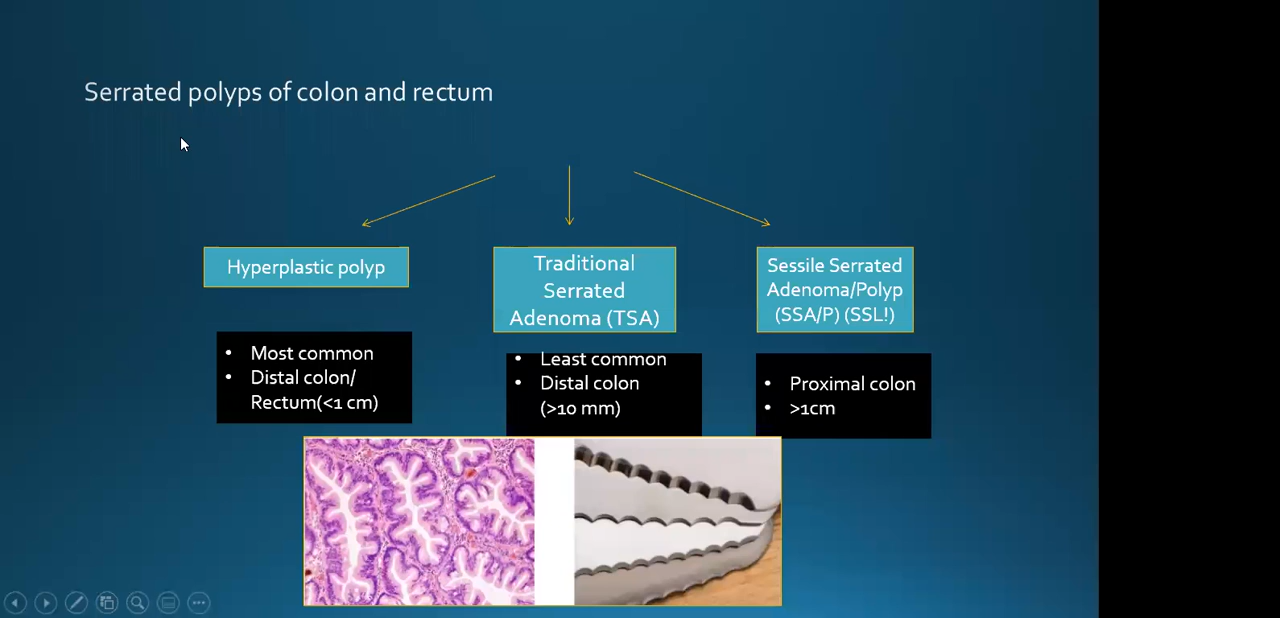 Serrated polyps of colon and rectum
Hyperplastic polyp
• Most common
• Distal colon/
Rectum(<1 cm)
Traditional
Serrated
Adenoma (TSA)
• Least common
• Distal colon
(>10 mm)
Sessile Serrated
Adenoma/Polyp
(SSA/P) (SSL!)
• Proximal colon
• >1cm